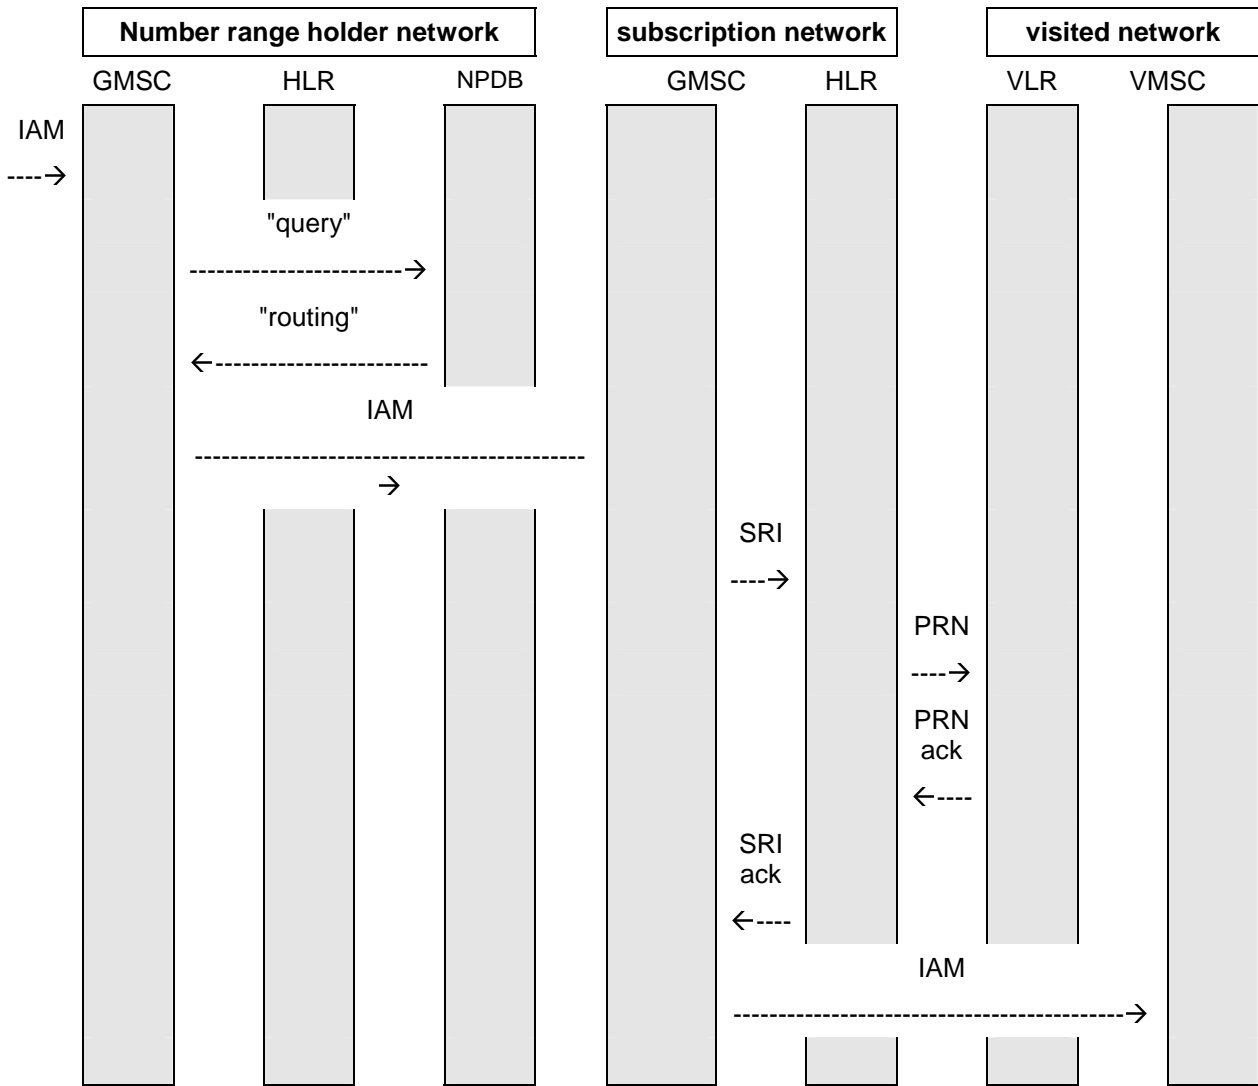 Number range holder network
subscription network
visited network
GMSC
HLR
NPDB
GMSC
HLR
VLR
VMSC
IAM
---->
"query"
------------------------>
"routing"
<------------------------
IAM
--------------------------------------------
>
SRI
---->
PRN
---->
PRN
ack
<----
SRI
ack
<----
IAM
-------------------------------------------->